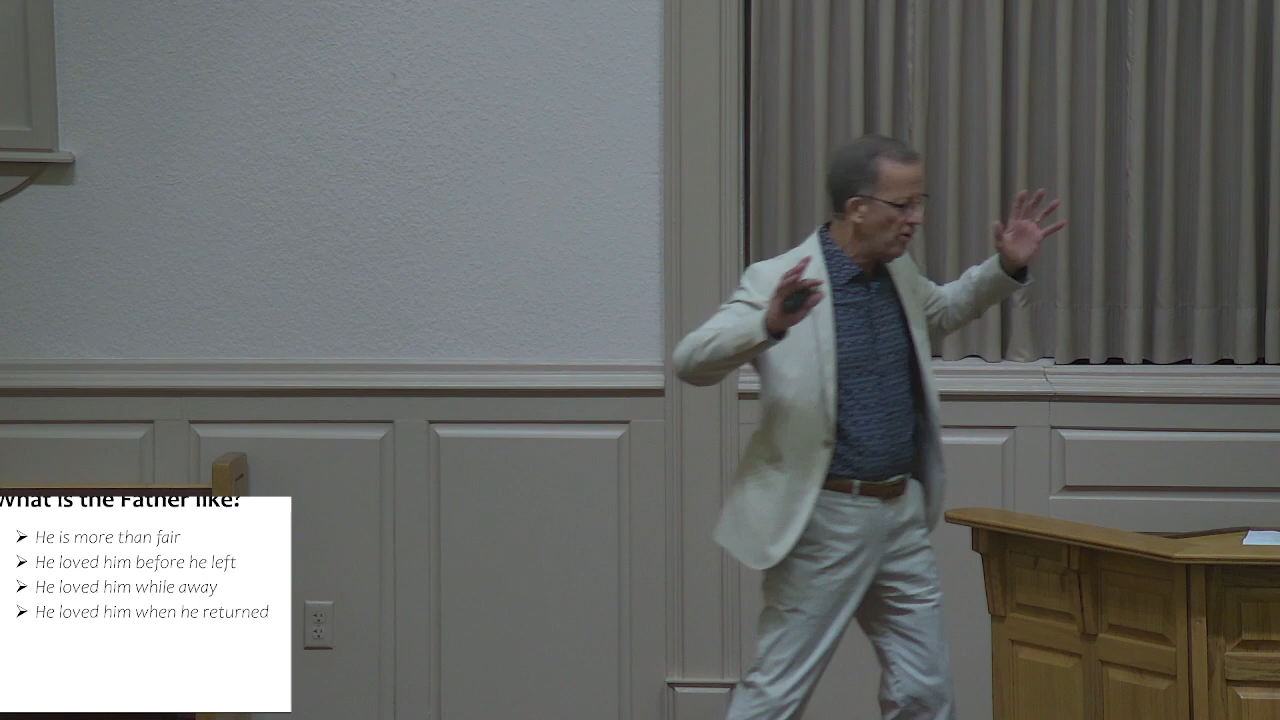 What is the Father like?
➢ He is more than fair
➢ He loved him before he left
➢ He loved him while away
➢ He loved him when he returned